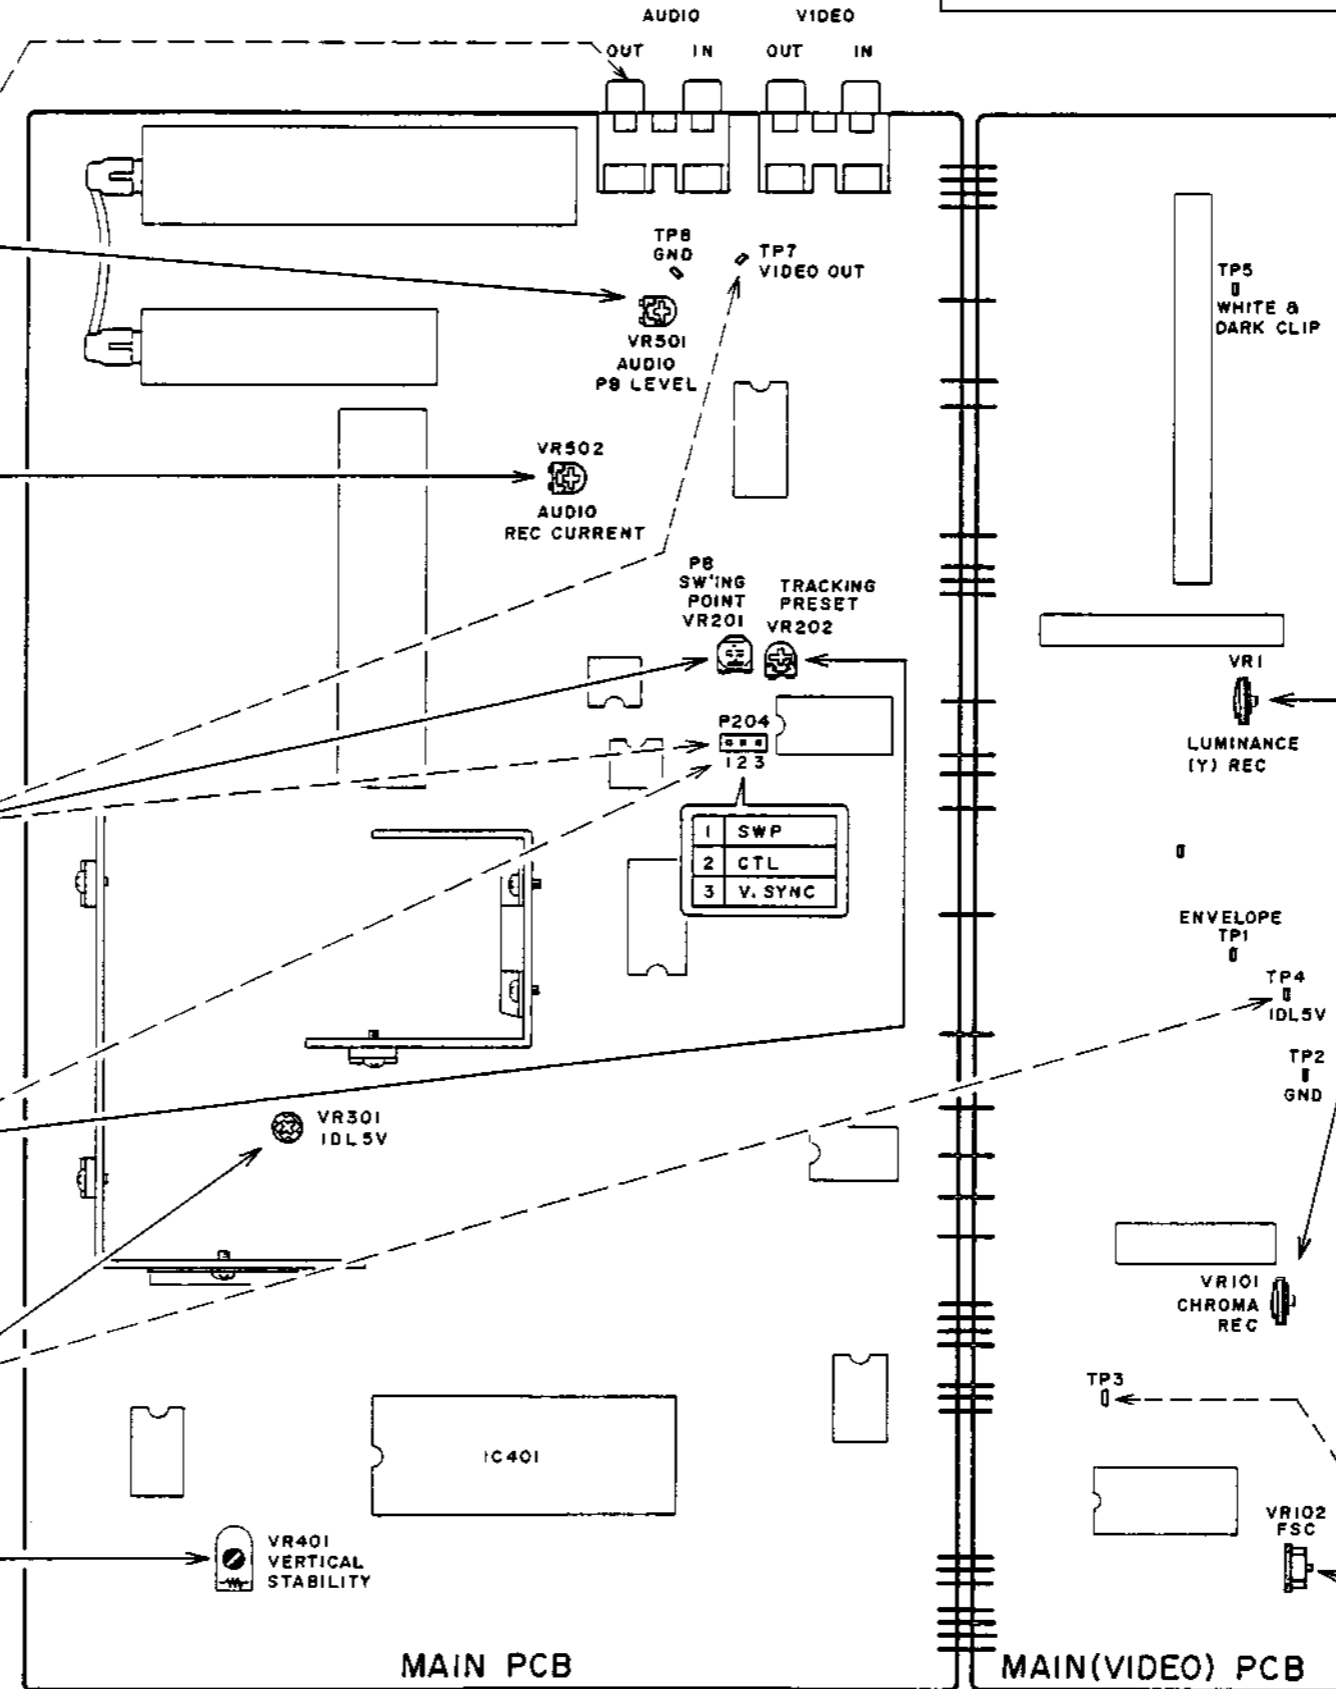 AUDIO VIDEO
OUT IN OUT IN
TP8
GND
TP7
VIDEO OUT
VR501
AUDIO
PB LEVEL
VR502
AUDIO
REC CURRENT
PB
SW'ING
POINT
VR201
TRACKING
PRESET
VR202
P204
1 2 3
1 SWP
2 CTL
3 V. SYNC
VR301
IDL 5V
IC401
VR401
VERTICAL
STABILITY
MAIN PCB
TP5
WHITE &
DARK CLIP
VR1
LUMINANCE
(Y) REC
ENVELOPE
TP1
TP4
IDL5V
TP2
GND
VR101
CHROMA
REC
TP3
VR102
FSC
MAIN(VIDEO) PCB